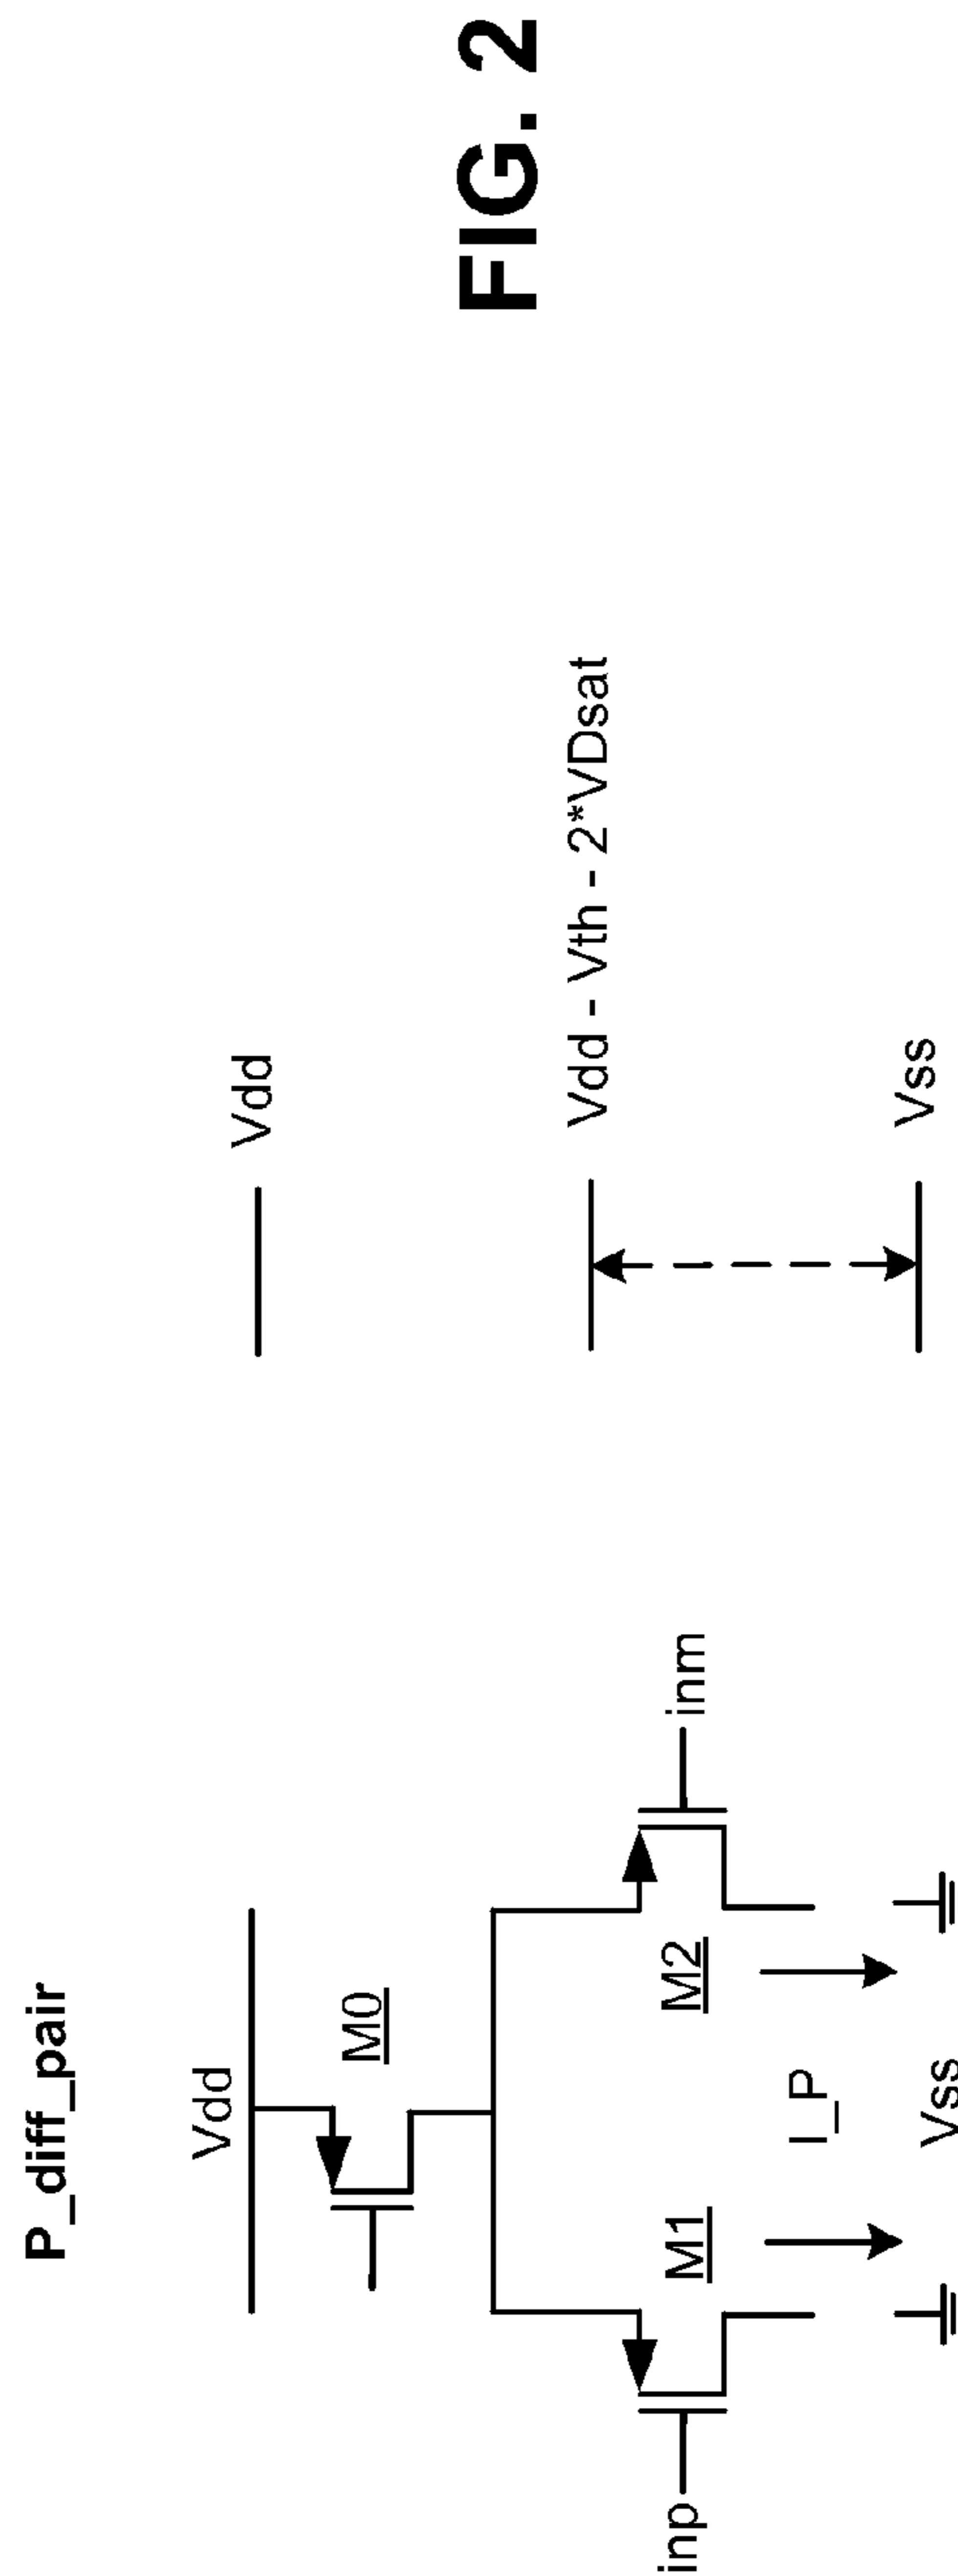 P_diff_pair
Vdd
M0
M1
M2
inp
inm
I_P
Vss
Vdd
Vdd - Vth - 2*VDsat
Vss
FIG. 2